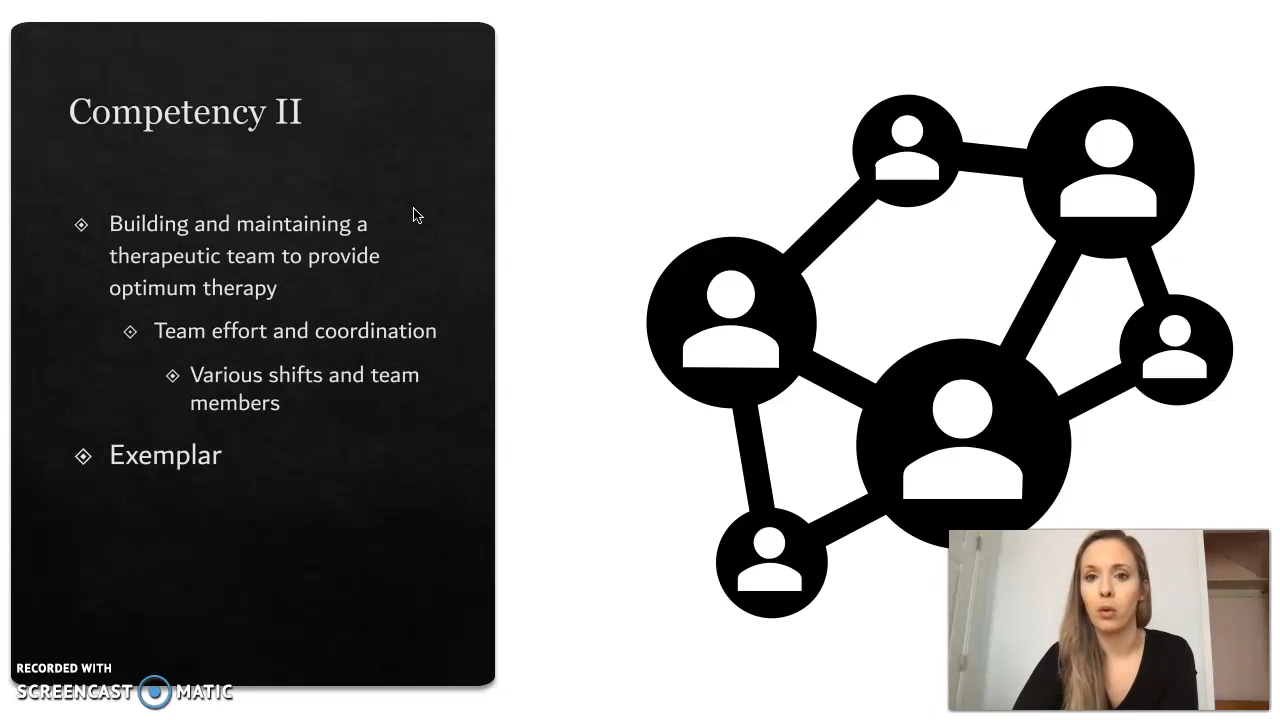 Competency II
Building and maintaining a
therapeutic team to provide
optimum therapy
Team effort and coordination
Various shifts and team
members
Exemplar
RECORDED WITH
SCREENCAST MATIC